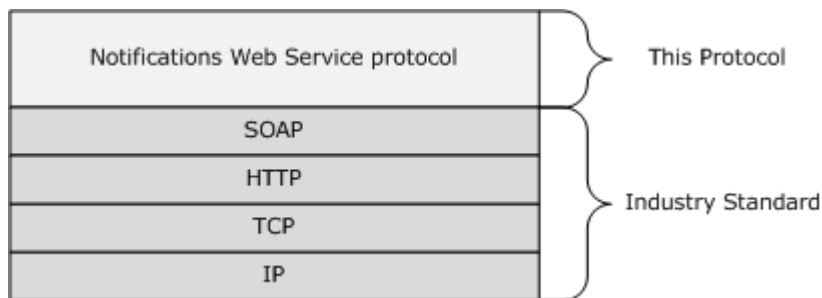 Notifications Web Service protocol
This Protocol
SOAP
HTTP
TCP
IP
Industry Standard